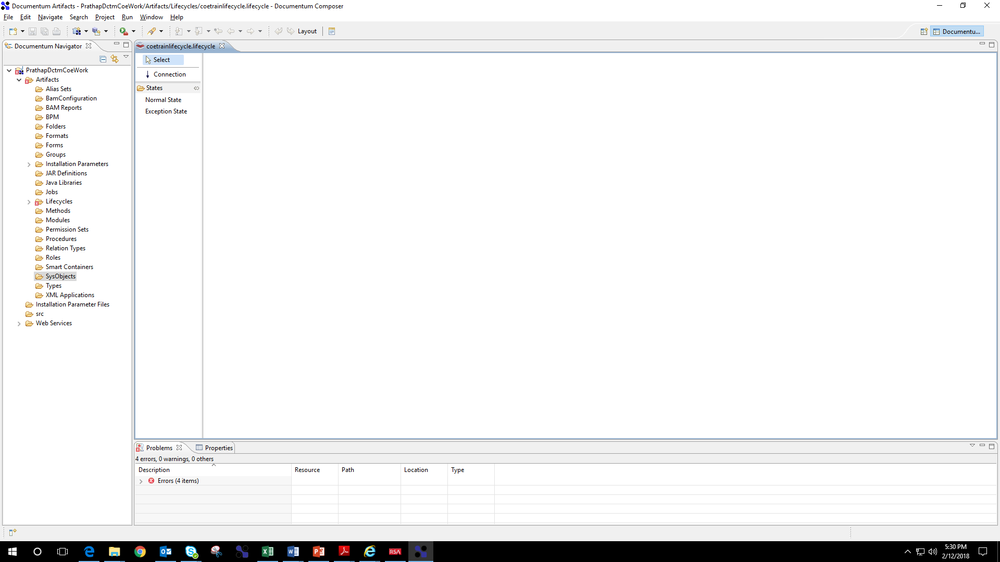 Documentum Artifacts - PrathapDctmCoeWork/Artifacts/Lifecycles/coetrainlifecycle.lifecycle - Documentum Composer
File Edit Navigate Search Project Run Window Help
Layout
Documentu...
Documentum Navigator
PrathapDctmCoeWork
Artifacts
Alias Sets
BamConfiguration
BAM Reports
BPM
Folders
Formats
Forms
Groups
Installation Parameters
JAR Definitions
Java Libraries
Jobs
Lifecycles
Methods
Modules
Permission Sets
Procedures
Relation Types
Roles
Smart Containers
SysObjects
Types
XML Applications
Installation Parameter Files
src
Web Services
coetrainlifecycle.lifecycle
Select
Connection
States
Normal State
Exception State
Problems
Properties
4 errors, 0 warnings, 0 others
Description Resource Path Location Type
Errors (4 items)
RSA
5:30 PM
2/12/2018